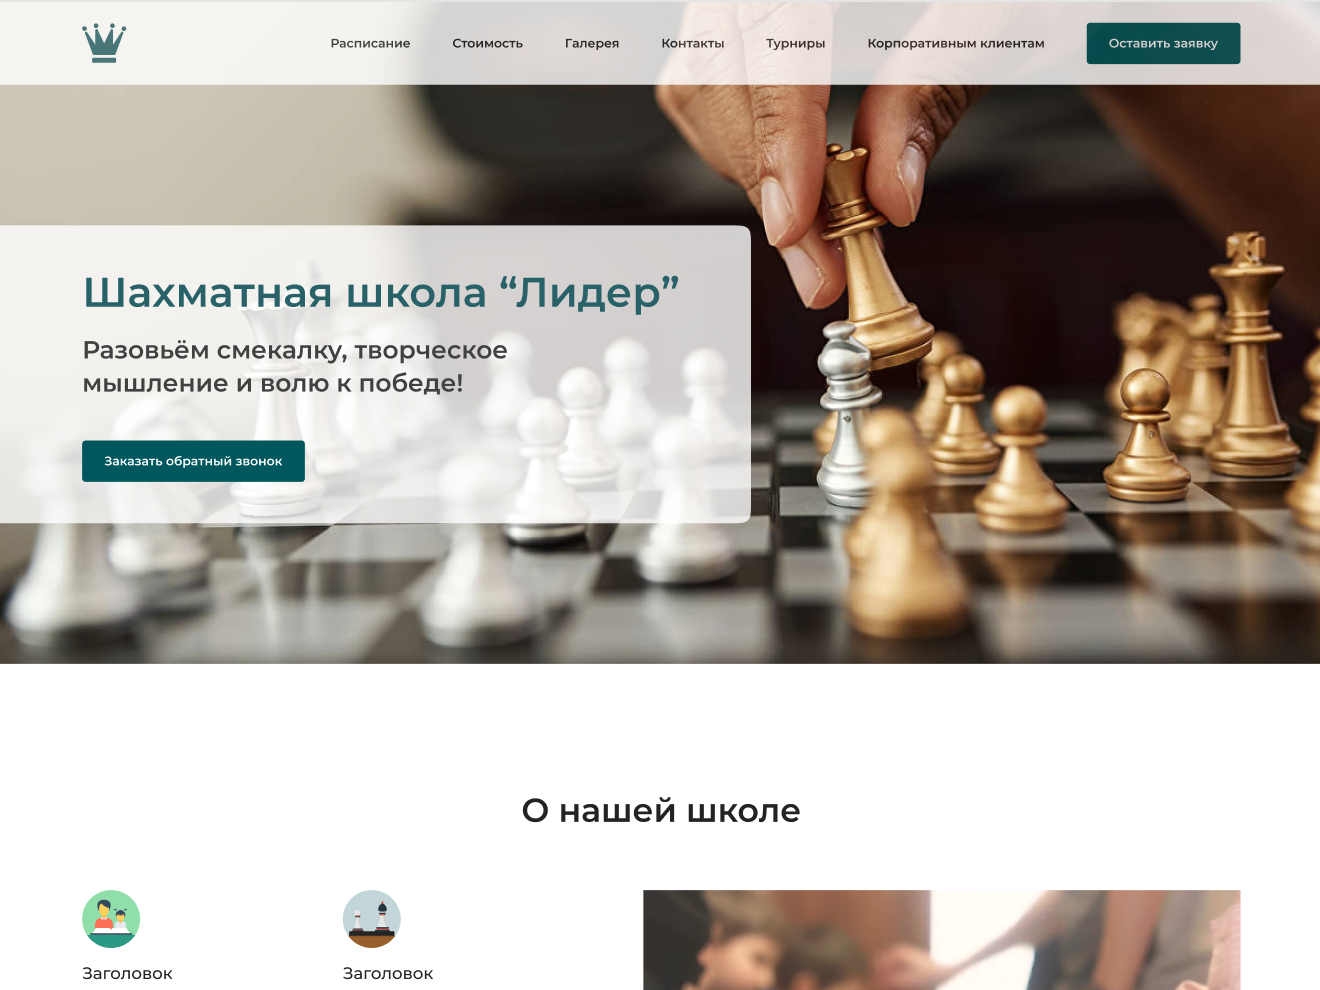 Расписание
Стоимость
Галерея
Контакты
Турниры
Корпоративным клиентам
Оставить заявку
Шахматная школа “Лидер”
Разовьём смекалку, творческое
мышление и волю к победе!
Заказать обратный звонок
О нашей школе
Заголовок
Заголовок